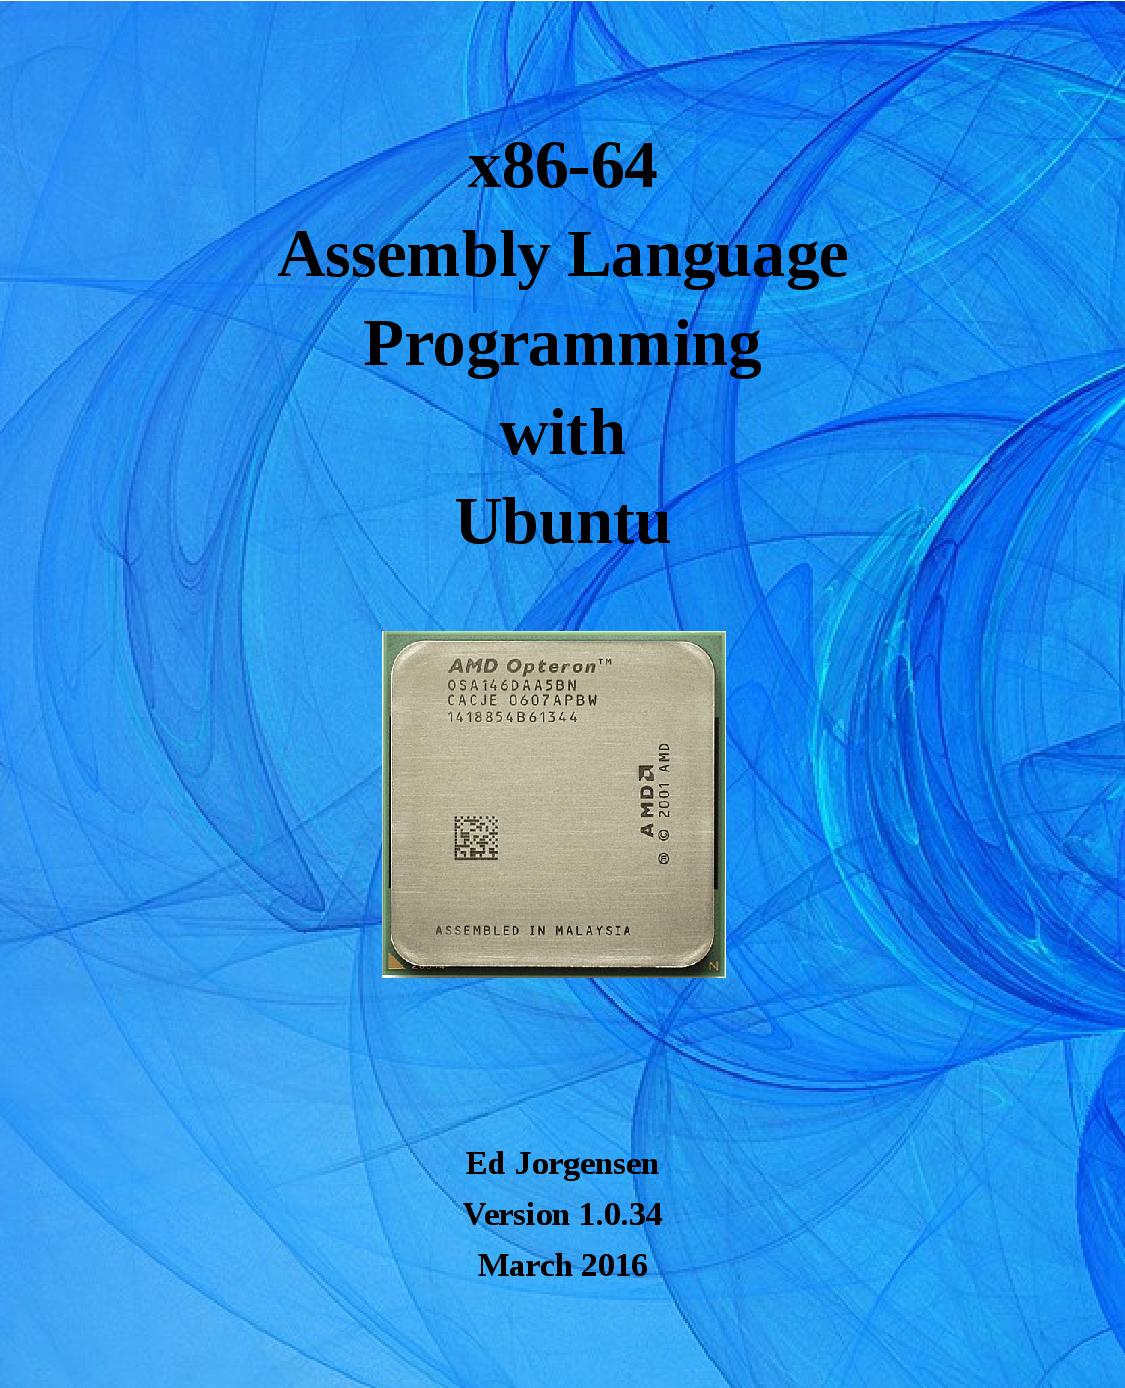 x86-64
Assembly Language
Programming
with
Ubuntu
AMD Opteron™
OSA146DAA5BN
CACJE 0607APBW
1418854B61344
AMD
® © 2001 AMD
ASSEMBLED IN MALAYSIA
N
Ed Jorgensen
Version 1.0.34
March 2016